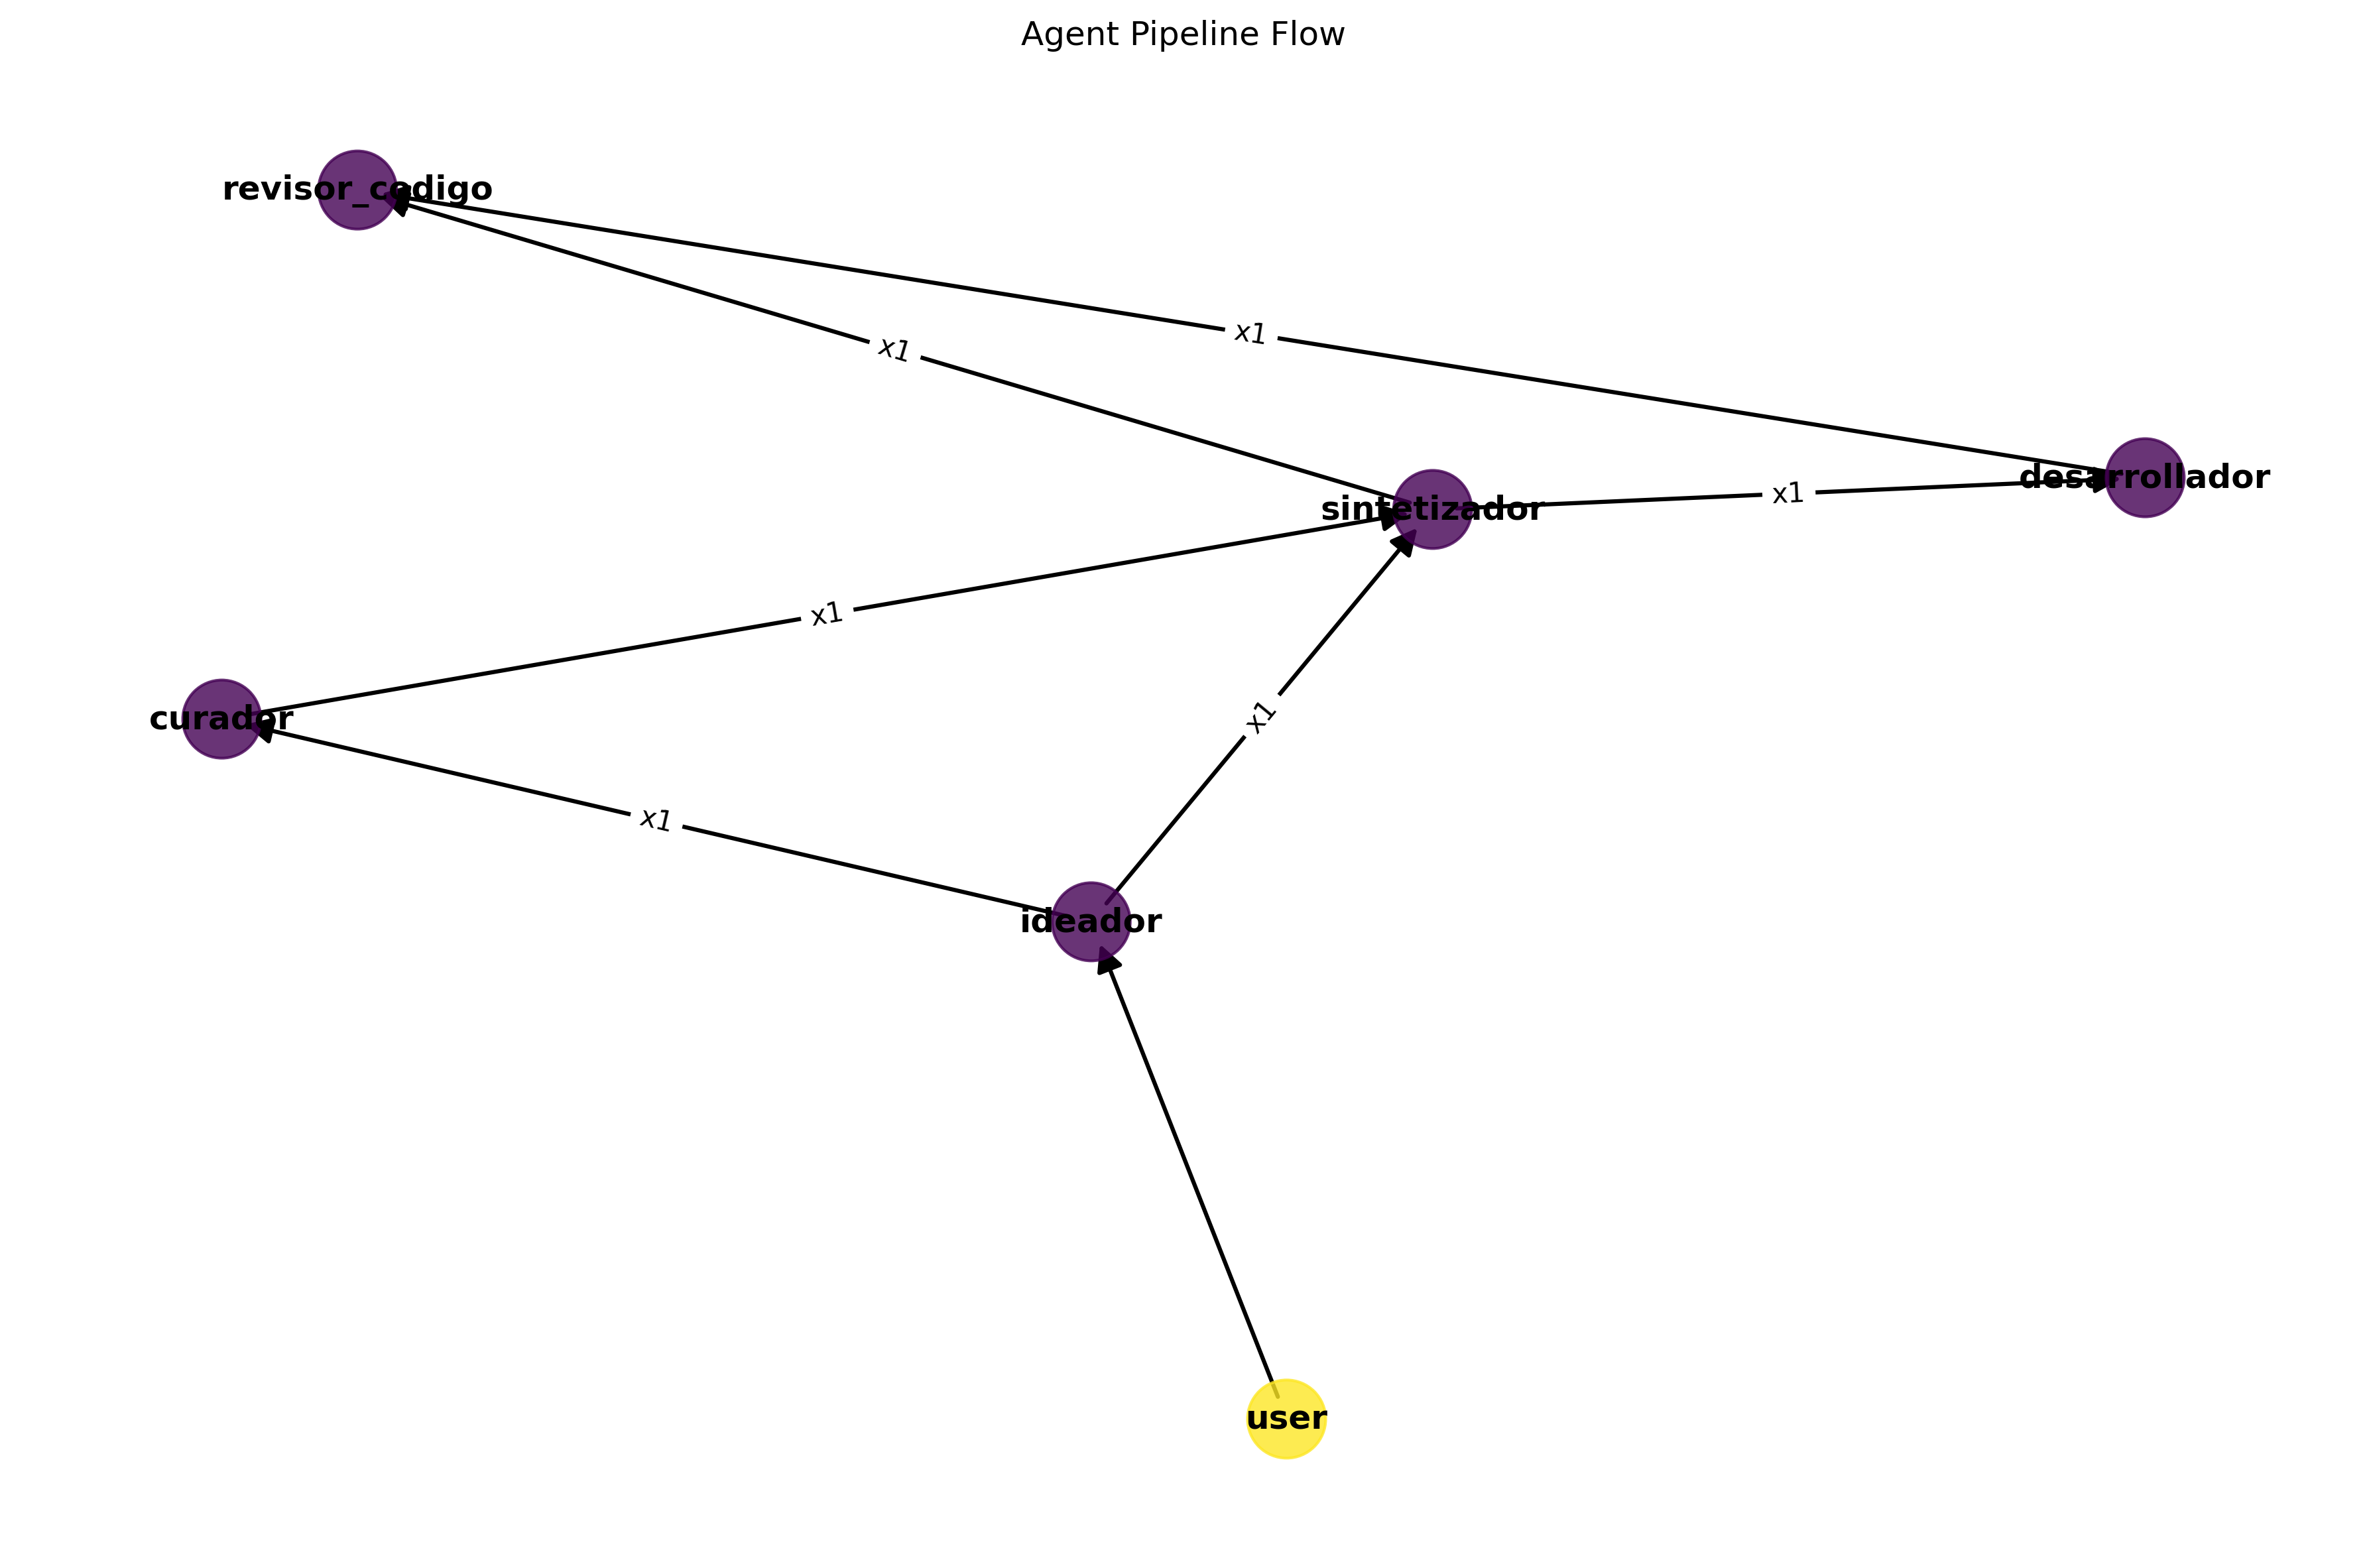 Agent Pipeline Flow
revisor_codigo
x1
x1
desarrollador
x1
sintetizador
x1
x1
curador
x1
ideador
user